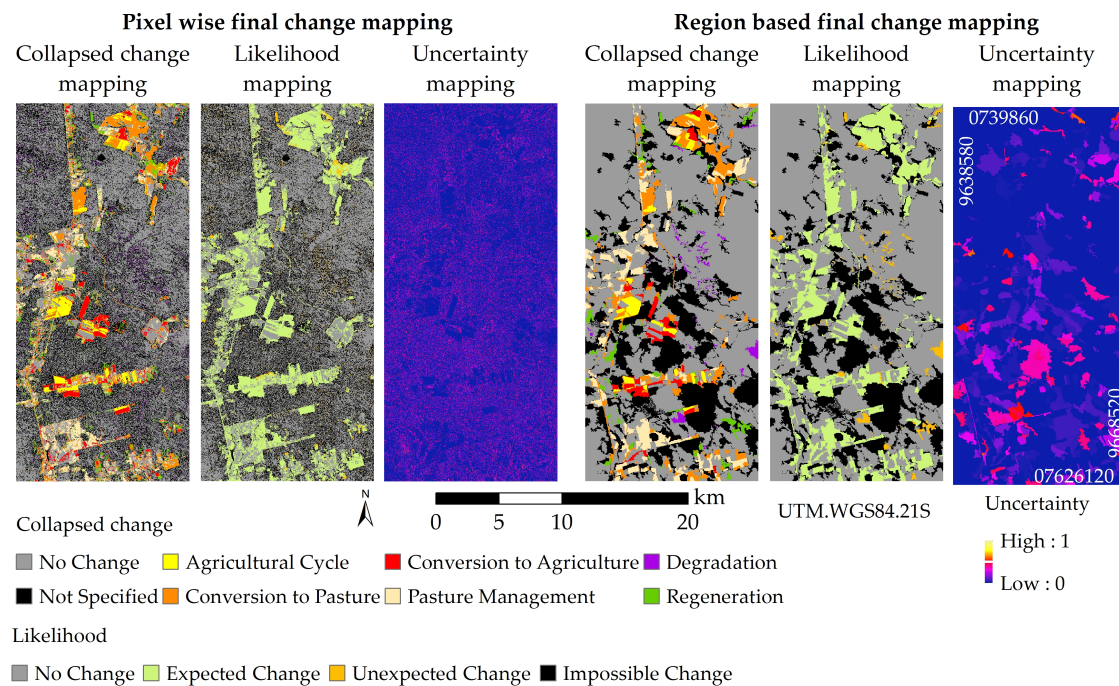 Pixel wise final change mapping
Region based final change mapping
Collapsed change mapping
Likelihood mapping
Uncertainty mapping
Collapsed change mapping
Likelihood mapping
Uncertainty mapping
0739860
9638580
9668520
07626120
N
km
0 5 10 20
UTM.WGS84.21S
Uncertainty
High : 1
Low : 0
Collapsed change
No Change
Agricultural Cycle
Conversion to Agriculture
Degradation
Not Specified
Conversion to Pasture
Pasture Management
Regeneration
Likelihood
No Change
Expected Change
Unexpected Change
Impossible Change